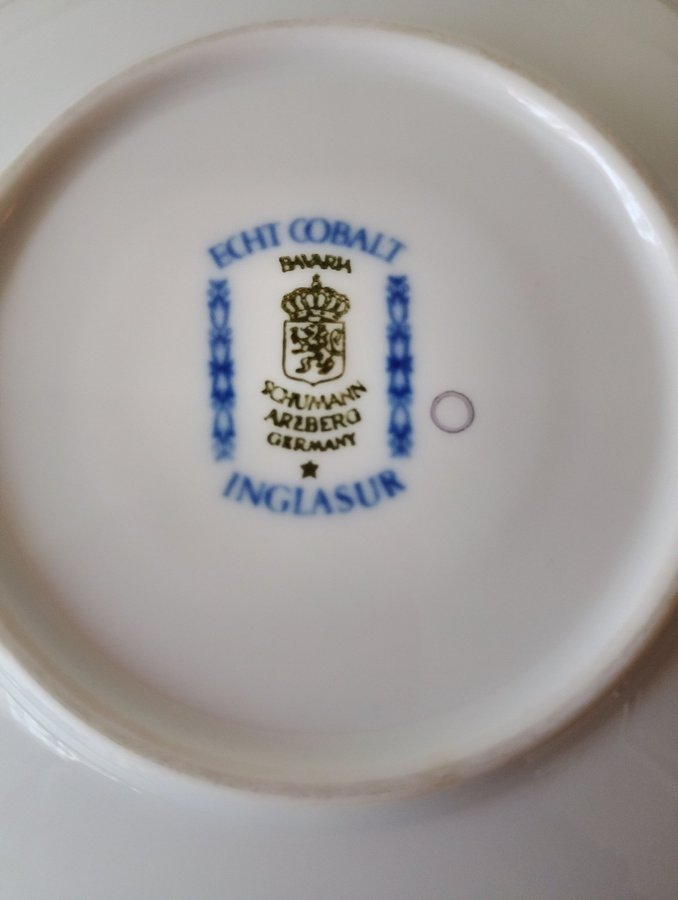 ECHT COBALT
BAVARIA
SCHUMANN
ARZBERG
GERMANY
INGLASUR